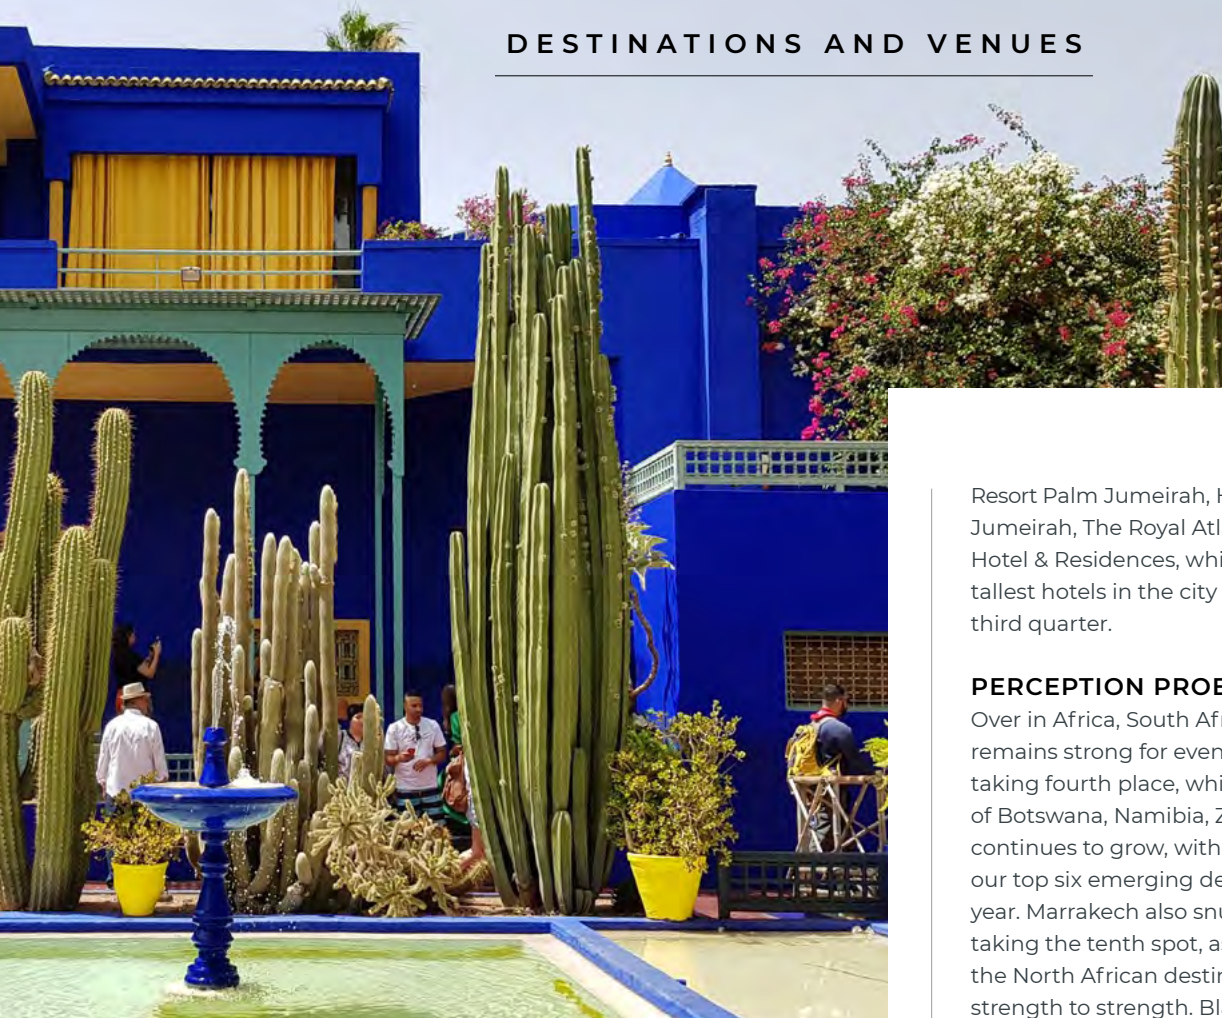 DESTINATIONS AND VENUES
Resort Palm Jumeirah,
Jumeirah, The Royal
Hotel & Residences,
tallest hotels in the city
third quarter.
PERCEPTION
Over in Africa, South
remains strong for
taking fourth place,
of Botswana, Namibia,
continues to grow, with
our top six emerging
year. Marrakech also
taking the tenth spot,
the North African
strength to strength.